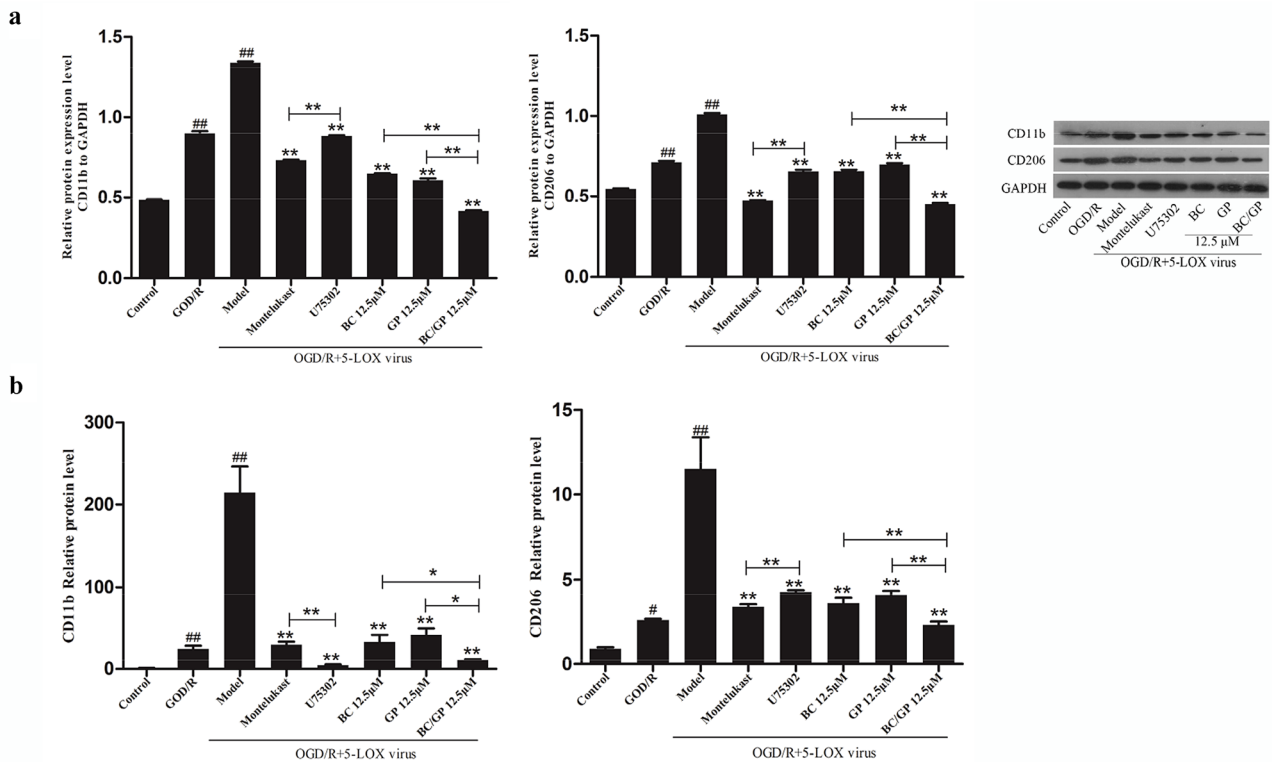 a
Relative protein expression level
CD11b to GAPDH
1.5
1.0
0.5
0.0
##
##
**
**
**
**
**
**
**
**
Control
GOD/R
Model
Montelukast
U75302
BC 12.5μM
GP 12.5μM
BC/GP 12.5μM
OGD/R+5-LOX virus
Relative protein expression level
CD206 to GAPDH
1.5
1.0
0.5
0.0
##
##
**
**
**
**
**
**
**
**
Control
GOD/R
Model
Montelukast
U75302
BC 12.5μM
GP 12.5μM
BC/GP 12.5μM
OGD/R+5-LOX virus
CD11b
CD206
GAPDH
Control
OGD/R
Model
Montelukast
U75302
BC
GP
BC/GP
12.5 μM
OGD/R+5-LOX virus
b
CD11b Relative protein level
300
200
100
0
##
##
**
**
**
**
**
**
*
*
Control
GOD/R
Model
Montelukast
U75302
BC 12.5μM
GP 12.5μM
BC/GP 12.5μM
OGD/R+5-LOX virus
CD206 Relative protein level
15
10
5
0
#
##
**
**
**
**
**
**
**
**
Control
GOD/R
Model
Montelukast
U75302
BC 12.5μM
GP 12.5μM
BC/GP 12.5μM
OGD/R+5-LOX virus